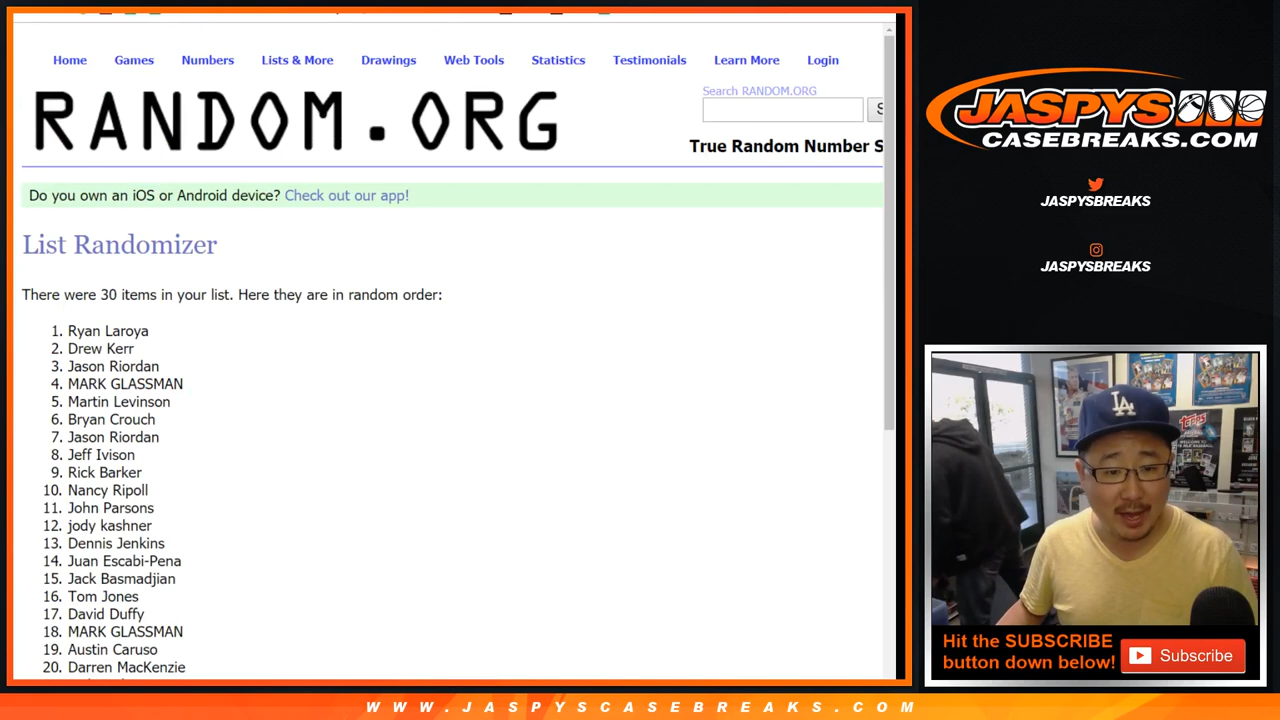 Home Games Numbers Lists & More Drawings Web Tools Statistics Testimonials Learn More Login
Search RANDOM.ORG
RANDOM.ORG
True Random Number S
Do you own an iOS or Android device? Check out our app!
List Randomizer
There were 30 items in your list. Here they are in random order:
1. Ryan Laroya
2. Drew Kerr
3. Jason Riordan
4. MARK GLASSMAN
5. Martin Levinson
6. Bryan Crouch
7. Jason Riordan
8. Jeff Ivison
9. Rick Barker
10. Nancy Ripoll
11. John Parsons
12. jody kashner
13. Dennis Jenkins
14. Juan Escabi-Pena
15. Jack Basmadjian
16. Tom Jones
17. David Duffy
18. MARK GLASSMAN
19. Austin Caruso
20. Darren MacKenzie
JASPYS
CASEBREAKS.COM
JASPYSBREAKS
JASPYSBREAKS
LA
TOPPS
Hit the SUBSCRIBE
button down below!
Subscribe
WWW.JASPYSCASEBREAKS.COM